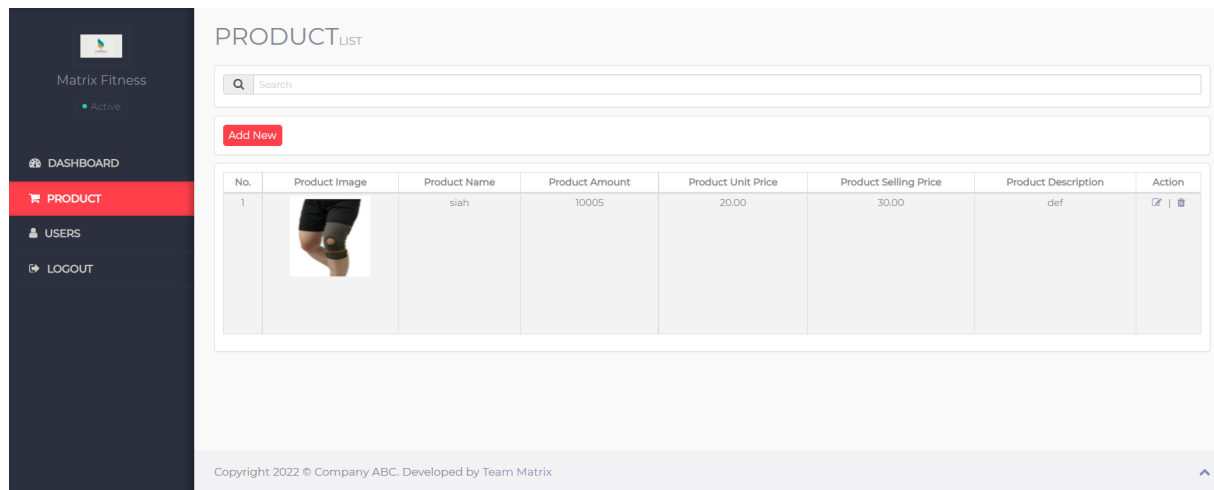 PRODUCT LIST
Matrix Fitness
Active
Search
Add New
DASHBOARD
PRODUCT
USERS
LOGOUT
No. Product Image Product Name Product Amount Product Unit Price Product Selling Price Product Description Action
1 siah 10005 20.00 30.00 def |
Copyright 2022 © Company ABC. Developed by Team Matrix